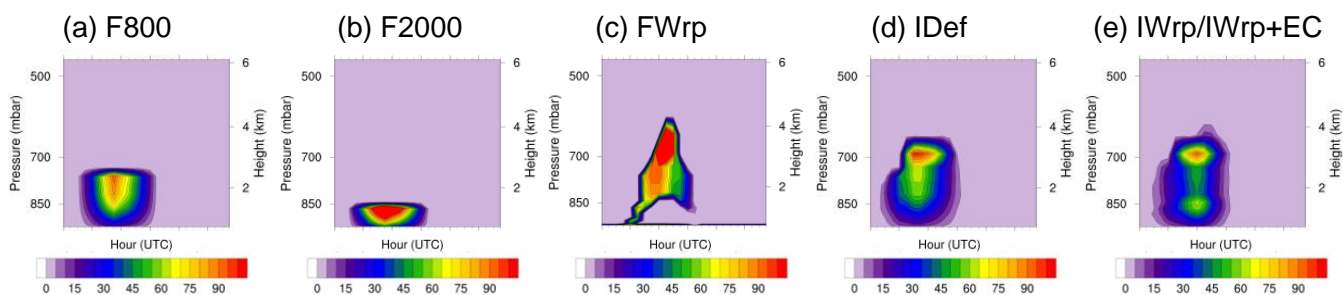 (a) F800
(b) F2000
(c) FWrp
(d) IDef
(e) IWrp/IWrp+EC
Pressure (mbar)
500
700
850
6
4
2
Height (km)
Hour (UTC)
0 15 30 45 60 75 90
Pressure (mbar)
500
700
850
6
4
2
Height (km)
Hour (UTC)
0 15 30 45 60 75 90
Pressure (mbar)
500
700
850
6
4
2
Height (km)
Hour (UTC)
0 15 30 45 60 75 90
Pressure (mbar)
500
700
850
6
4
2
Height (km)
Hour (UTC)
0 15 30 45 60 75 90
Pressure (mbar)
500
700
850
6
4
2
Height (km)
Hour (UTC)
0 15 30 45 60 75 90